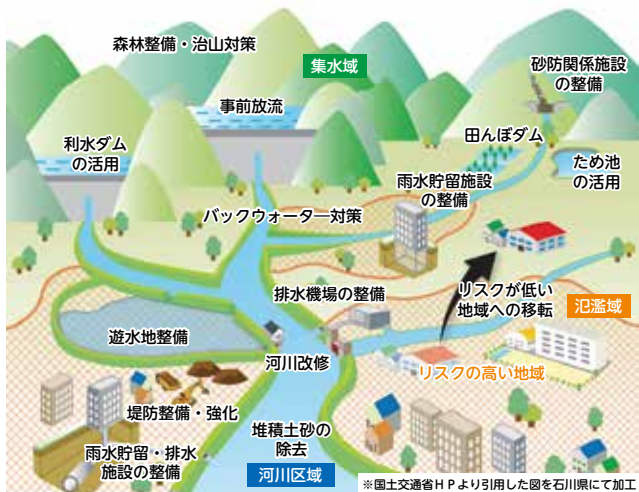 森林整備・治山対策
集水域
砂防関係施設
の整備
事前放流
利水ダム
の活用
田んぼダム
ため池
の活用
雨水貯留施設
の整備
バックウォーター対策
排水機場の整備
リスクが低い
地域への移転
氾濫域
遊水地整備
河川改修
リスクの高い地域
堤防整備・強化
堆積土砂の
除去
雨水貯留・排水
施設の整備
河川区域
※国土交通省HPより引用した図を石川県にて加工